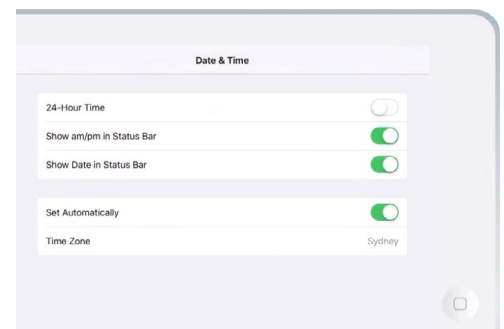 Date & Time
24-Hour Time
Show am/pm in Status Bar
Show Date in Status Bar
Set Automatically
Time Zone Sydney